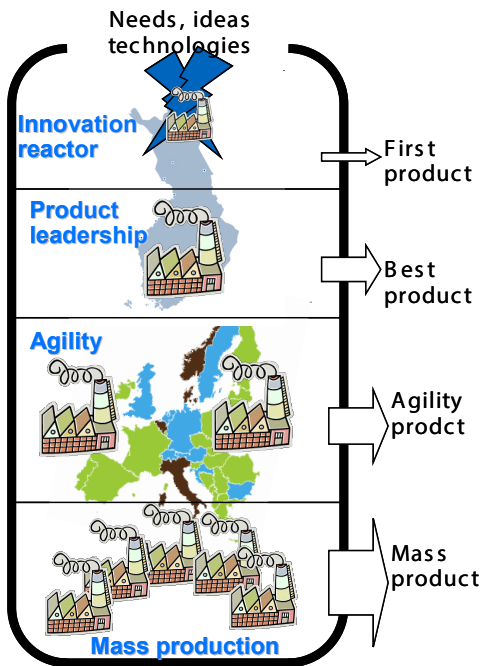 Needs, ideas
technologies
Innovation
reactor
First
product
Product
leadership
Best
product
Agility
Agility
prodct
Mass
product
Mass production